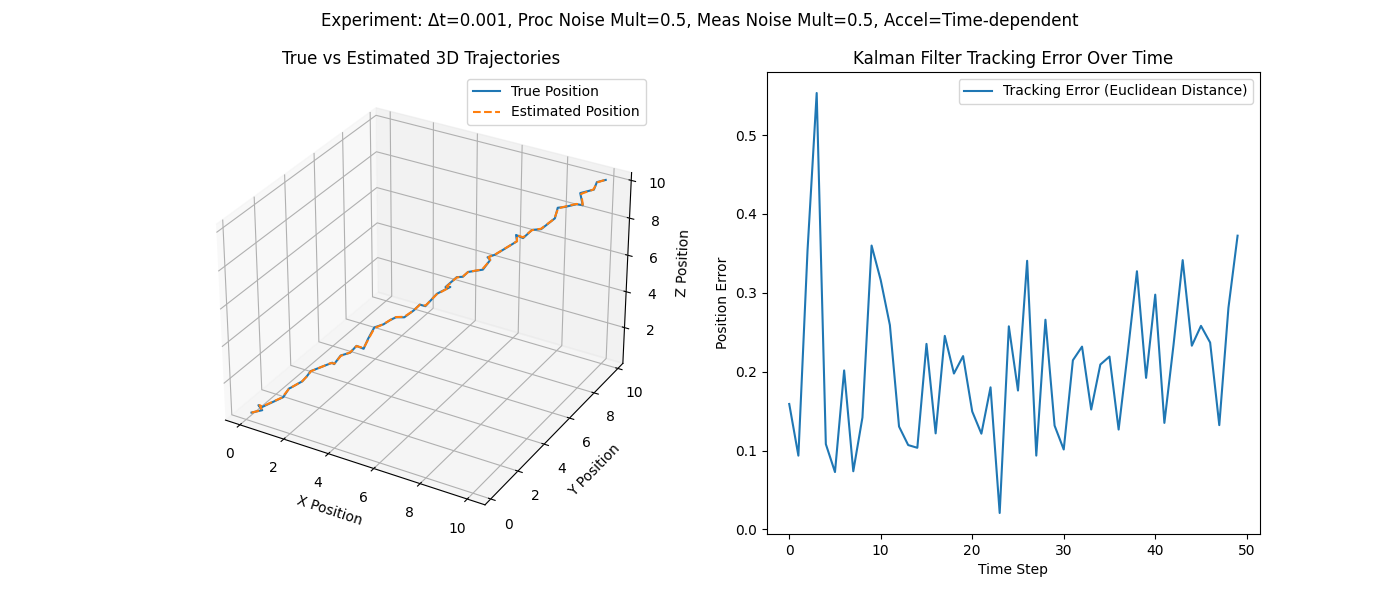 Experiment: Δt=0.001, Proc Noise Mult=0.5, Meas Noise Mult=0.5, Accel=Time-dependent
True vs Estimated 3D Trajectories
True Position
Estimated Position
10
8
6
4
2
Z Position
0
2
4
6
8
10
X Position
0
2
4
6
8
10
Y Position
Kalman Filter Tracking Error Over Time
Tracking Error (Euclidean Distance)
0.5
0.4
0.3
0.2
0.1
0.0
Position Error
0
10
20
30
40
50
Time Step